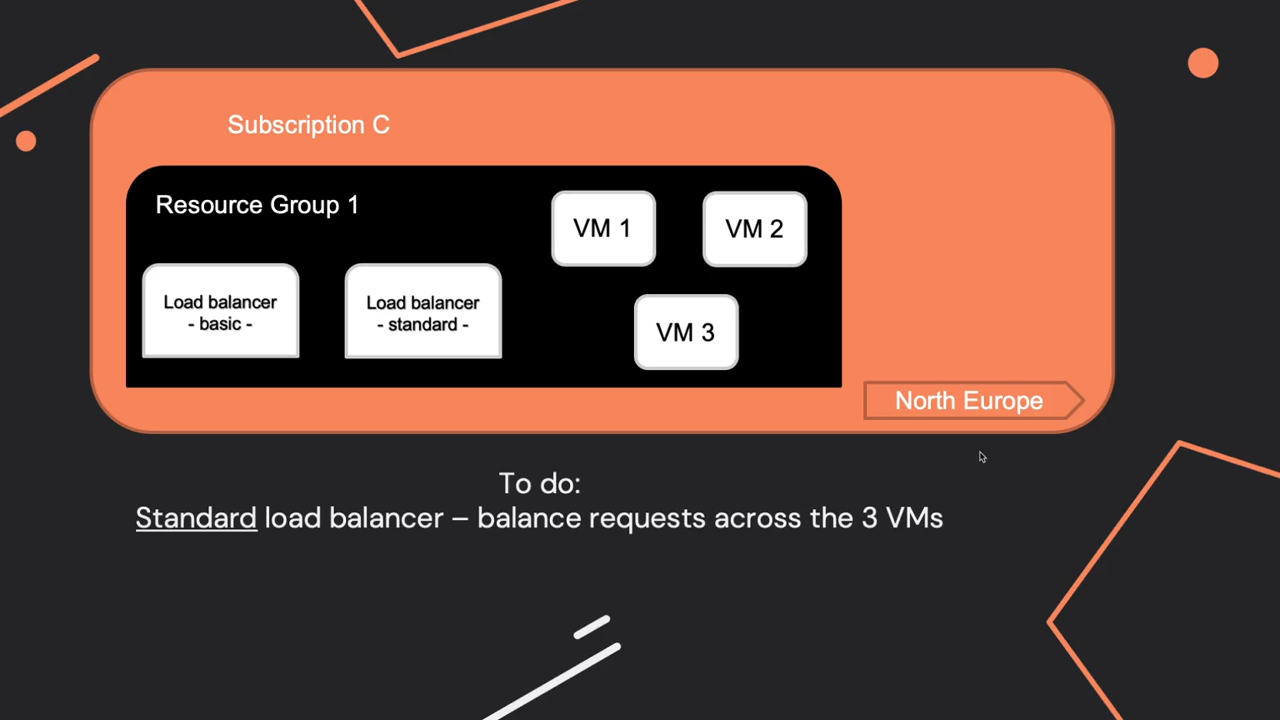 Subscription C
Resource Group 1
VM 1
VM 2
Load balancer
- basic -
Load balancer
- standard -
VM 3
North Europe
To do:
Standard load balancer – balance requests across the 3 VMs